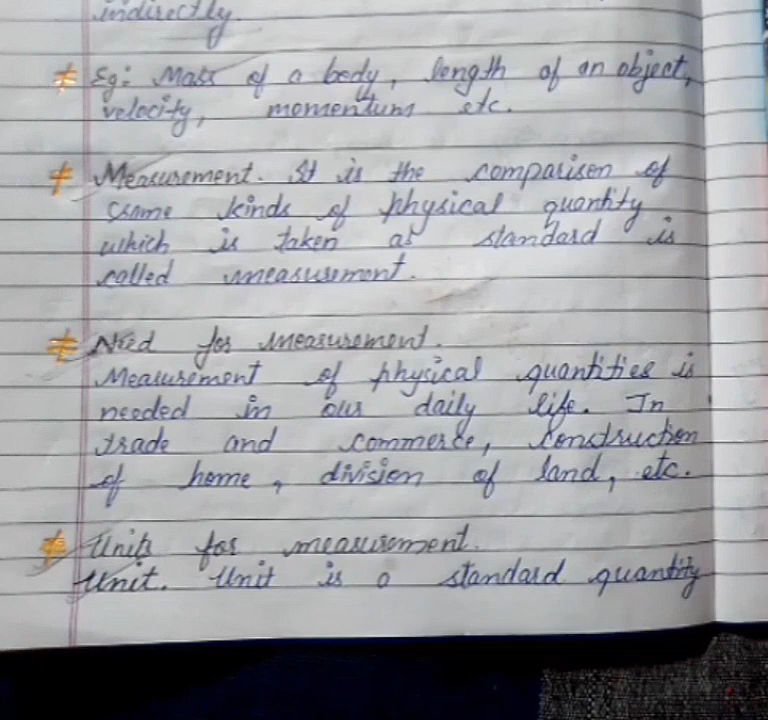 indirectly.
* Eg: Mass of a body, length of an object,
velocity, momentum etc.
* Measurement. It is the comparison of
same kinds of physical quantity
which is taken as standard is
called measurement.
* Need for measurement.
Measurement of physical quantities is
needed in our daily life. In
trade and commerce, construction
of home, division of land, etc.
* Units for measurement.
Unit. Unit is a standard quantity